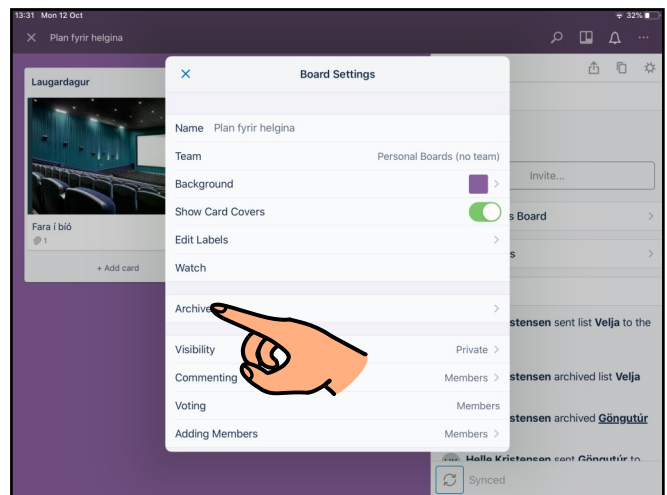 13:31 Mon 12 Oct
32%
Plan fyrir helgina
Laugardagur
Fara í bíó
1
+ Add card
Board Settings
Name Plan fyrir helgina
Team Personal Boards (no team)
Background
Show Card Covers
Edit Labels
Watch
Archive
Visibility Private
Commenting Members
Voting Members
Adding Members Members
Invite...
s Board
s
stensen sent list Velja to the
stensen archived list Velja
stensen archived Göngutúr
Helle Kristensen sent Göngutúr to
Synced